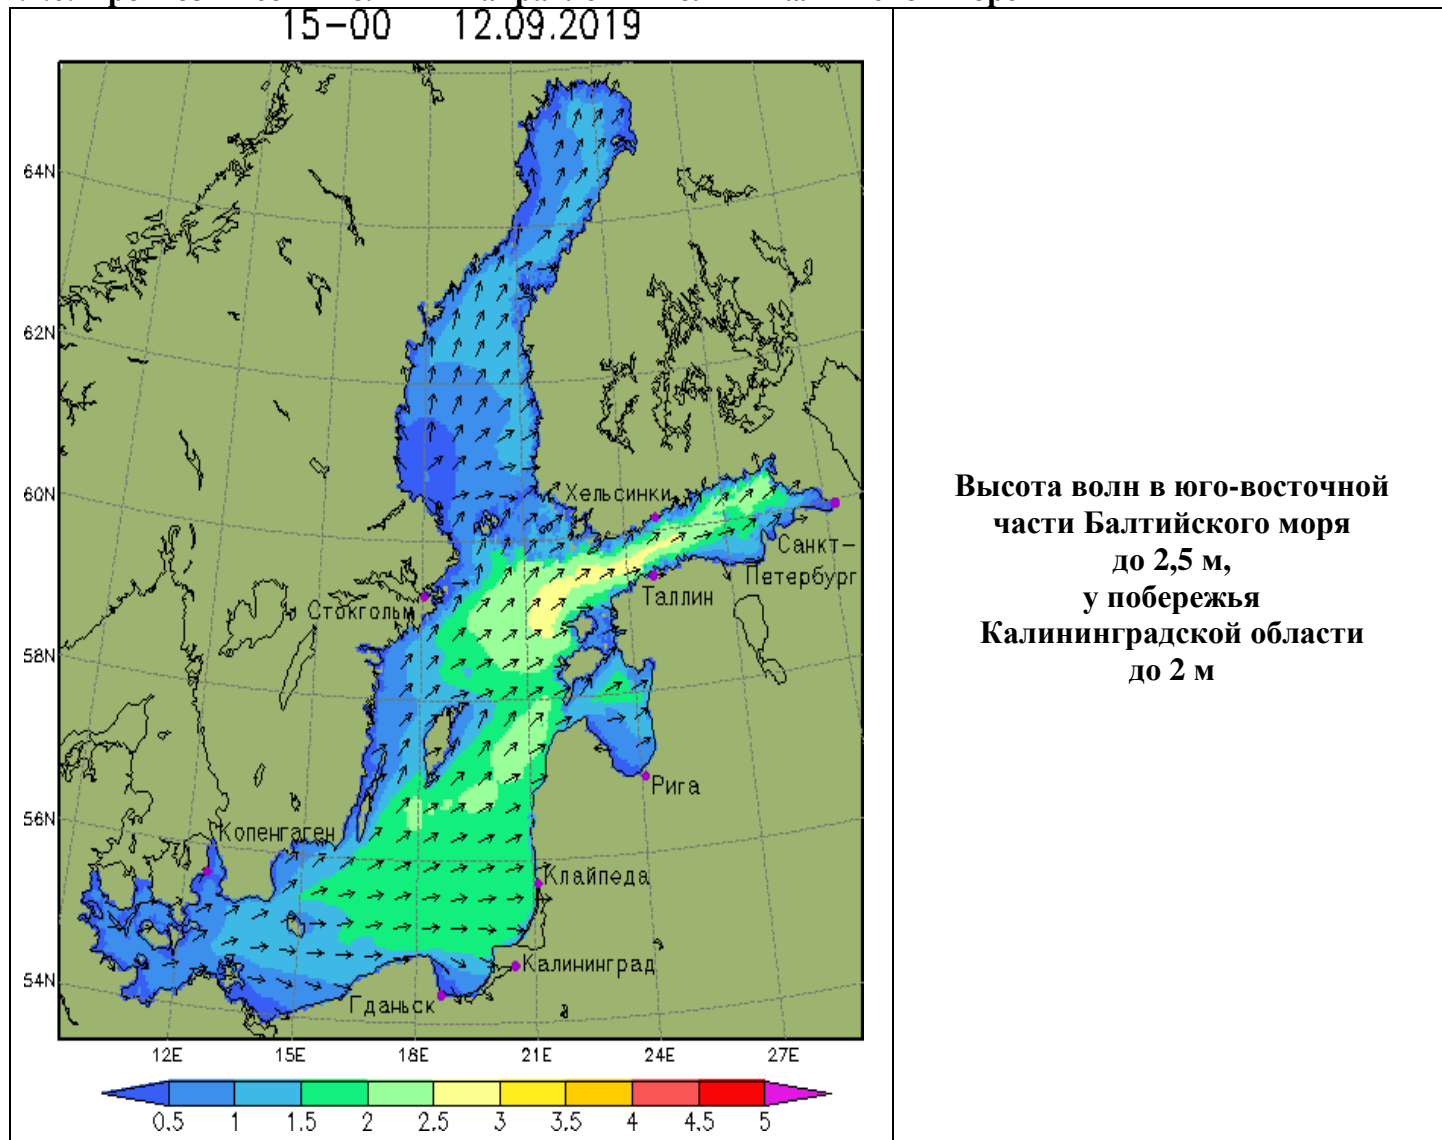 15-00 12.09.2019
64N
62N
60N
58N
56N
54N
Хельсинки
Санкт-
Петербург
Таллин
Стокгольм
Рига
Копенгаген
Клайпеда
Калининград
Гданьск
12E 15E 18E 21E 24E 27E
0,5 1 1,5 2 2,5 3 3,5 4 4,5 5
Высота волн в юго-восточной
части Балтийского моря
до 2,5 м,
у побережья
Калининградской области
до 2 м